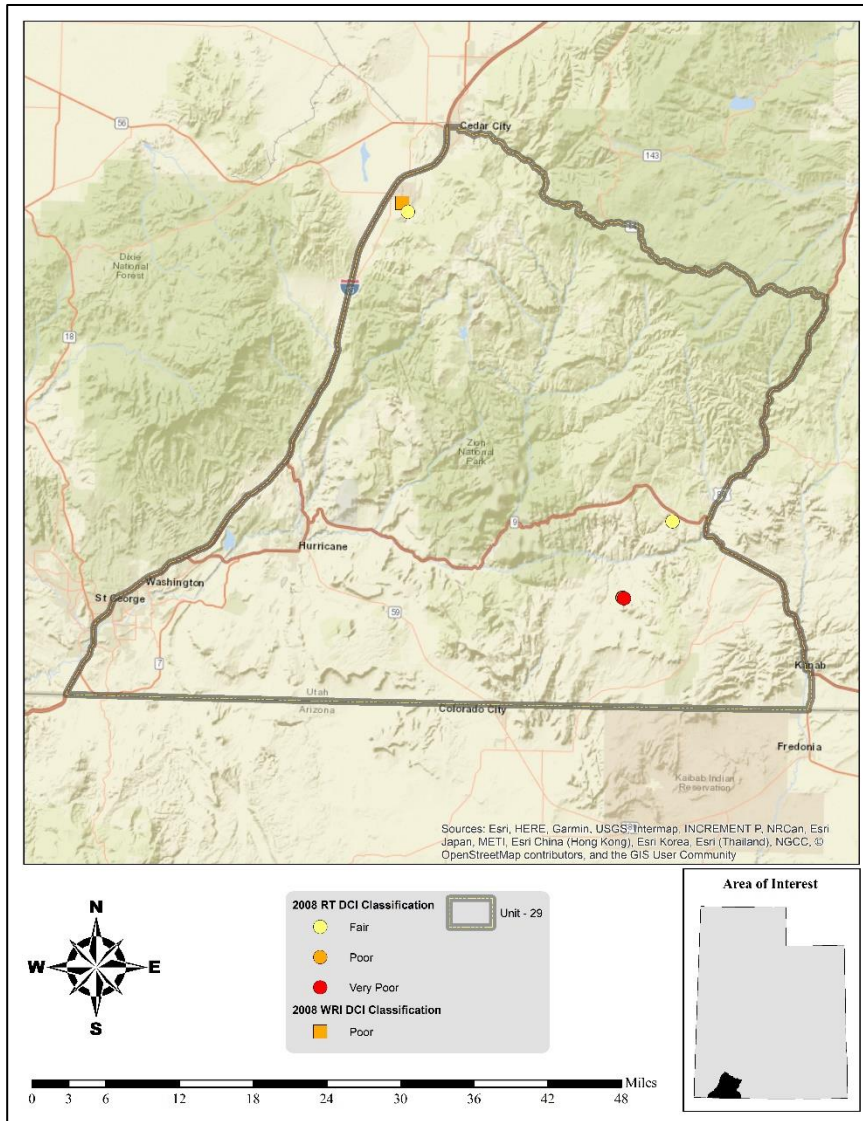 Cedar City
56
143
Dixie
National
Forest
18
Zion
National
Park
9
Hurricane
Washington
St George
59
7
Kanab
Utah
Arizona
Colorado City
Fredonia
Kaibab Indian
Reservation
Sources: Esri, HERE, Garmin, USGS, Intermap, INCREMENT P, NRCan, Esri
Japan, METI, Esri China (Hong Kong), Esri Korea, Esri (Thailand), NGCC, ©
OpenStreetMap contributors, and the GIS User Community
N
W
E
S
2008 RT DCI Classification
Fair
Poor
Very Poor
2008 WRI DCI Classification
Poor
Unit - 29
Area of Interest
Miles
0 3 6 12 18 24 30 36 42 48